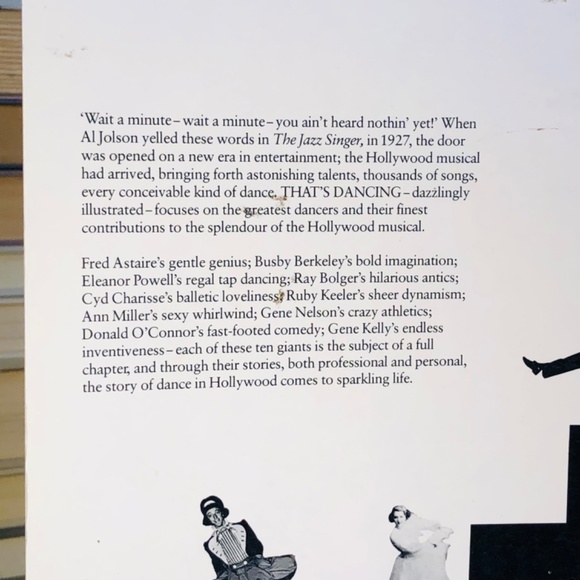 ‘Wait a minute – wait a minute – you ain't heard nothin' yet!’ When
Al Jolson yelled these words in The Jazz Singer, in 1927, the door
was opened on a new era in entertainment; the Hollywood musical
had arrived, bringing forth astonishing talents, thousands of songs,
every conceivable kind of dance. THAT'S DANCING – dazzlingly
illustrated – focuses on the greatest dancers and their finest
contributions to the splendour of the Hollywood musical.
Fred Astaire's gentle genius; Busby Berkeley's bold imagination;
Eleanor Powell's regal tap dancing; Ray Bolger's hilarious antics;
Cyd Charisse's balletic loveliness; Ruby Keeler's sheer dynamism;
Ann Miller's sexy whirlwind; Gene Nelson's crazy athletics;
Donald O'Connor's fast-footed comedy; Gene Kelly's endless
inventiveness – each of these ten giants is the subject of a full
chapter, and through their stories, both professional and personal,
the story of dance in Hollywood comes to sparkling life.